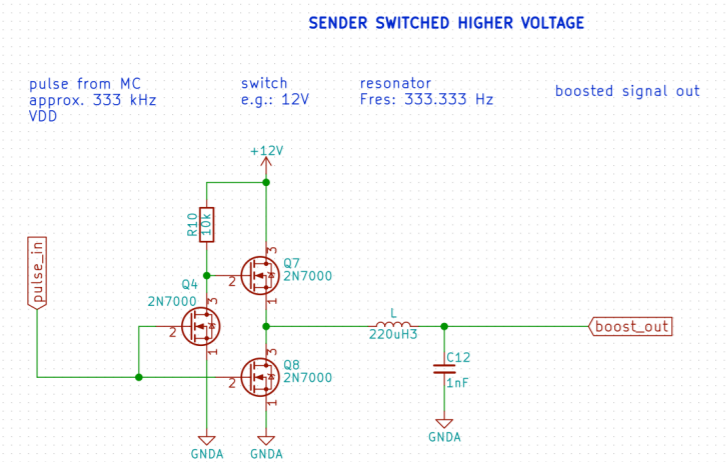 SENDER SWITCHED HIGHER VOLTAGE
pulse from MC
approx. 333 kHz
VDD
switch
e.g.: 12V
resonator
Fres: 333.333 Hz
boosted signal out
+12V
R10
10k
3
Q7
2N7000
2
1
pulse_in
Q4
2N7000
3
2
1
L
220uH3
boost_out
3
Q8
2N7000
2
1
C12
1nF
GNDA
GNDA
GNDA